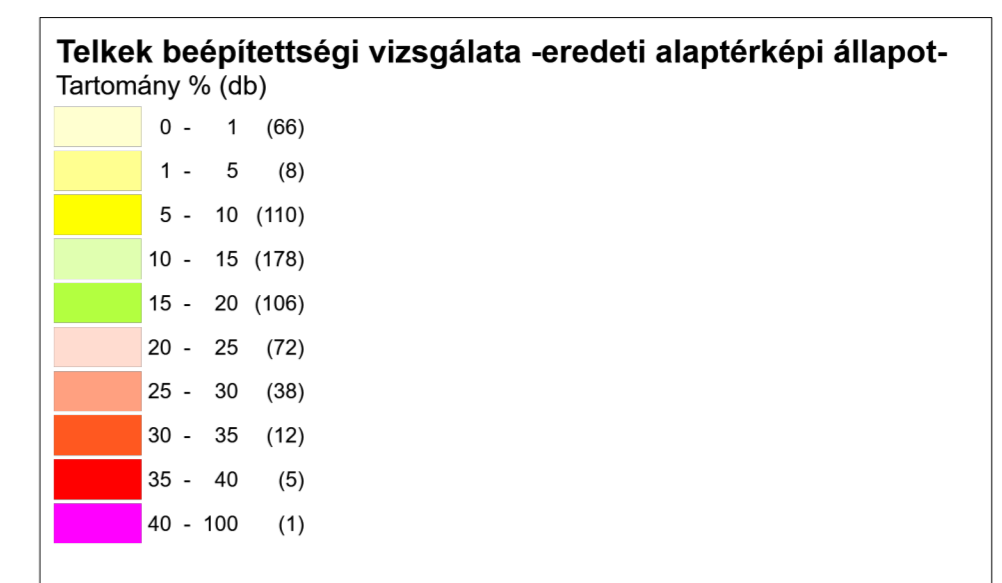 Telkek beépítettségi vizsgálata -eredeti alaptérképi állapot-
Tartomány % (db)
0 - 1 (66)
1 - 5 (8)
5 - 10 (110)
10 - 15 (178)
15 - 20 (106)
20 - 25 (72)
25 - 30 (38)
30 - 35 (12)
35 - 40 (5)
40 - 100 (1)